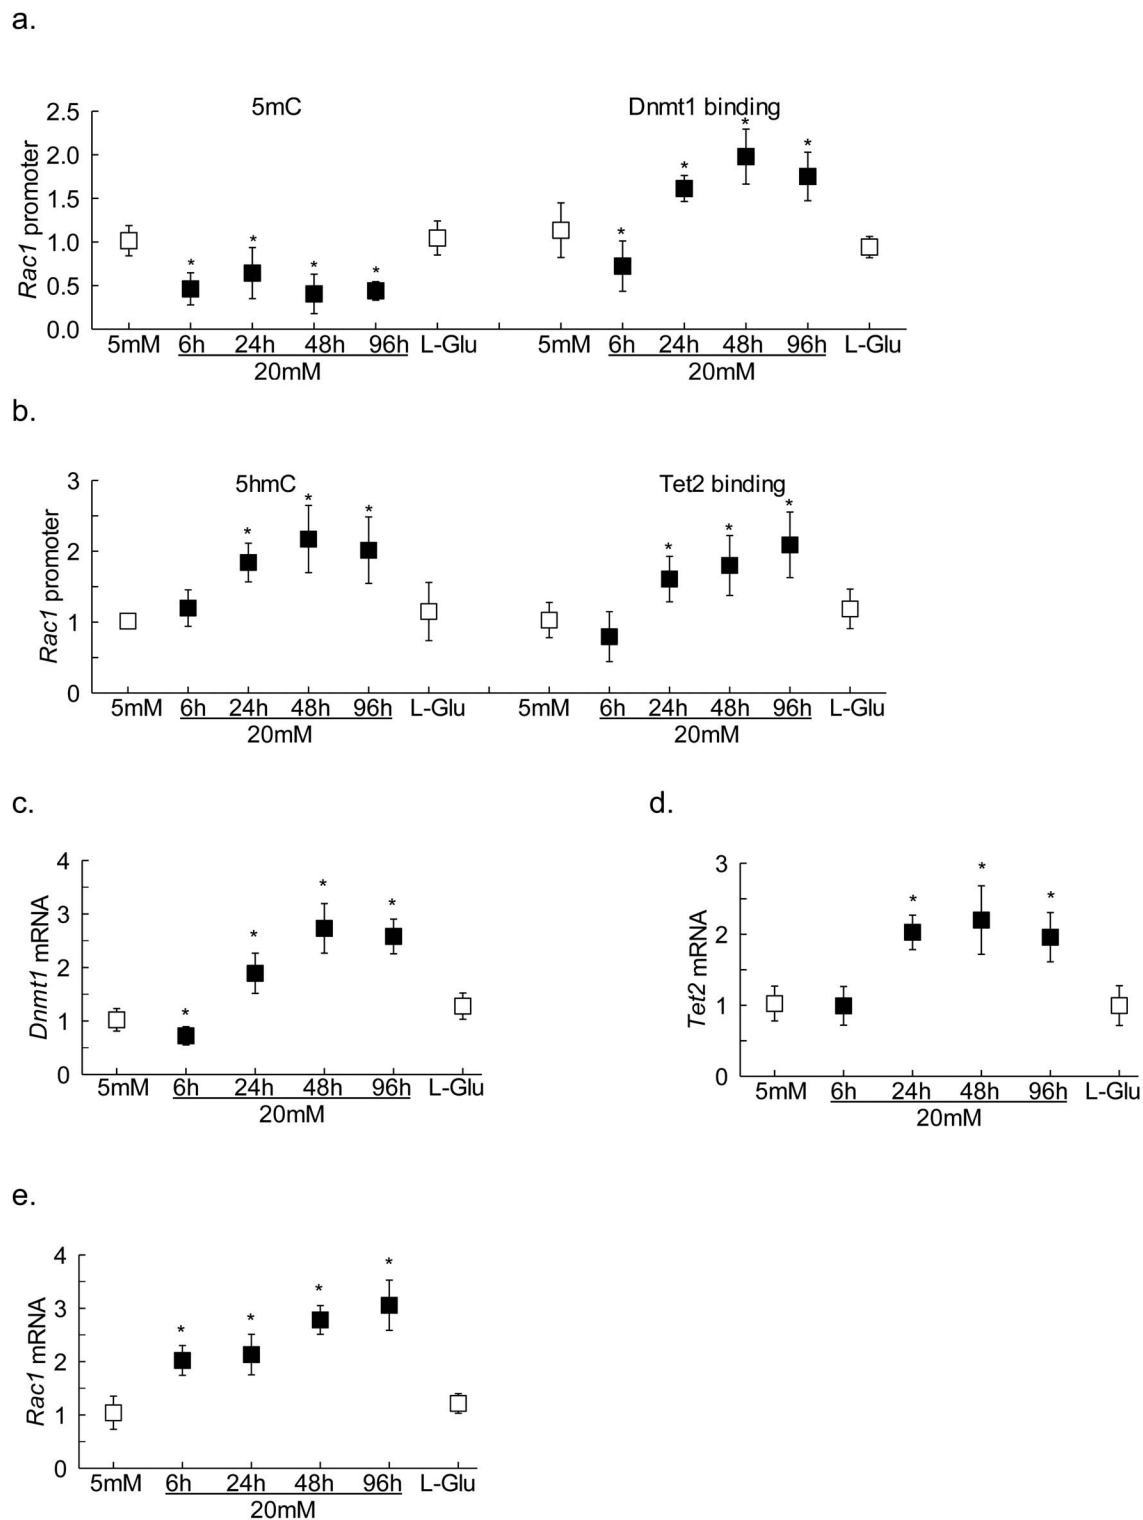 a.
5mC Dnmt1 binding
Rac1 promoter
2.5
2.0
1.5
1.0
0.5
0.0
* * * * * * * *
5mM 6h 24h 48h 96h L-Glu 5mM 6h 24h 48h 96h L-Glu
20mM 20mM
b.
5hmC Tet2 binding
Rac1 promoter
3
2
1
0
* * * * * *
5mM 6h 24h 48h 96h L-Glu 5mM 6h 24h 48h 96h L-Glu
20mM 20mM
c.
Dnmt1 mRNA
4
3
2
1
0
* * * *
5mM 6h 24h 48h 96h L-Glu
20mM
d.
Tet2 mRNA
3
2
1
0
* * *
5mM 6h 24h 48h 96h L-Glu
20mM
e.
Rac1 mRNA
4
3
2
1
0
* * * *
5mM 6h 24h 48h 96h L-Glu
20mM